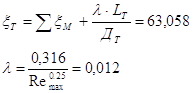 ξ_T = ∑ξ_M + (λ · L_T) / Д_T = 63,058
λ = 0,316 / Re_max^0.25 = 0,012